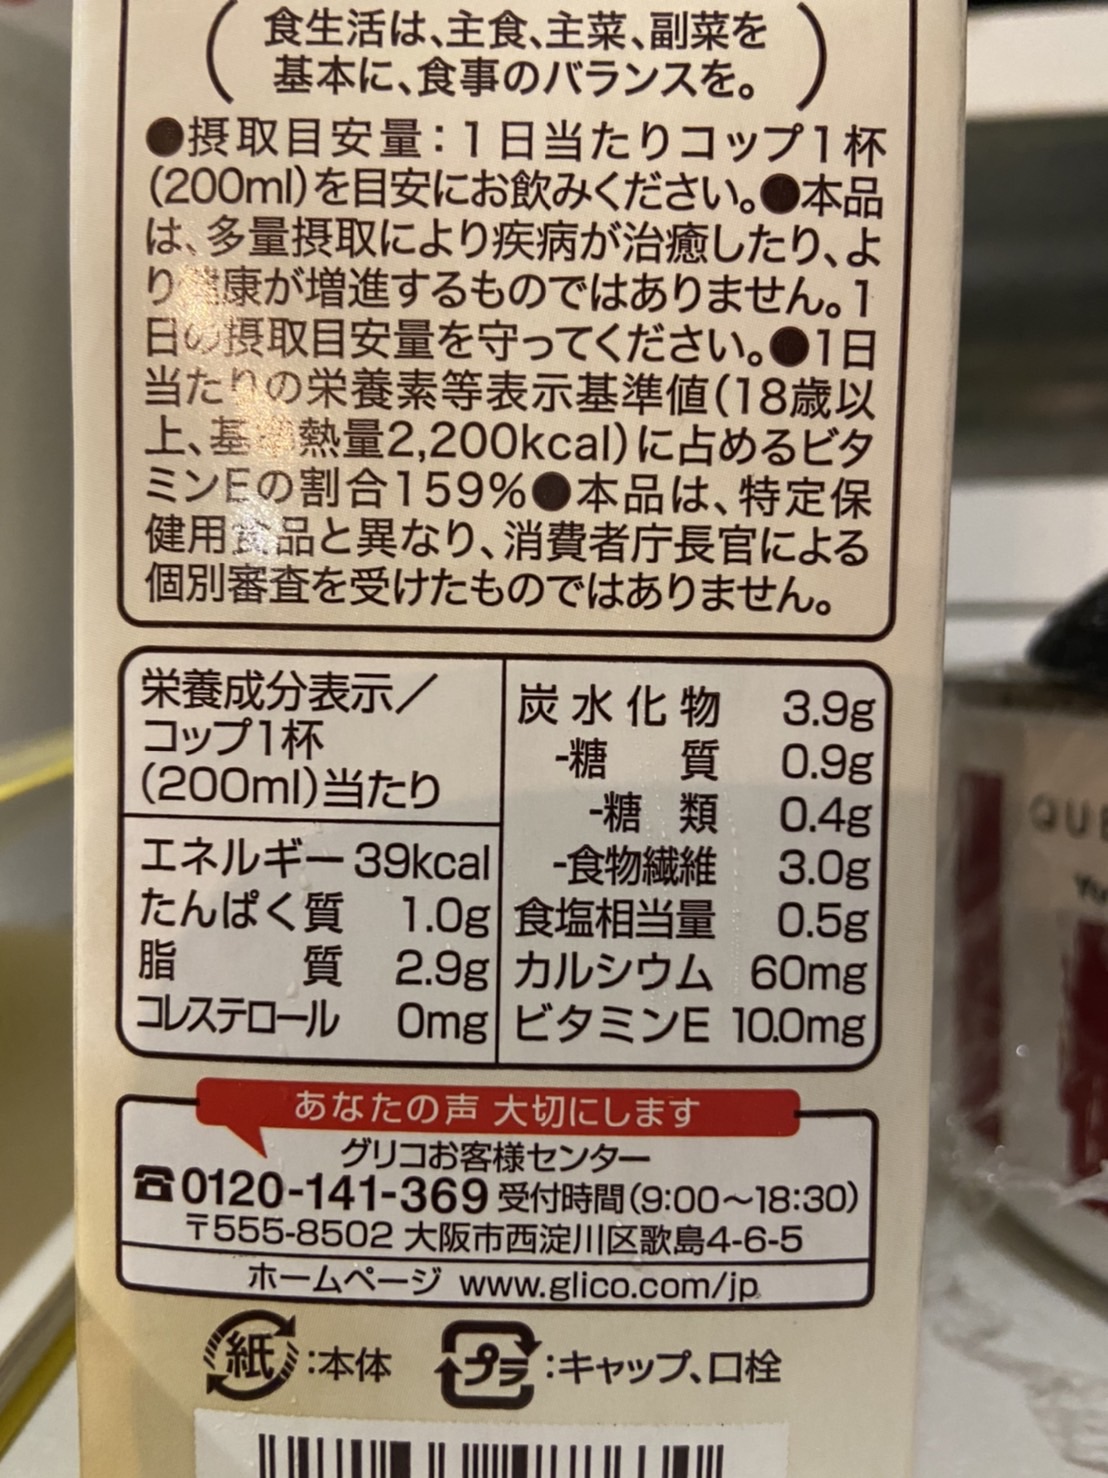 食生活は、主食、主菜、副菜を
基本に、食事のバランスを。
●摂取目安量：1日当たりコップ1杯
(200ml)を目安にお飲みください。●本品
は、多量摂取により疾病が治癒したり、よ
り健康が増進するものではありません。1
日の摂取目安量を守ってください。●1日
当たりの栄養素等表示基準値(18歳以
上、基準熱量2,200kcal)に占めるビタ
ミンEの割合159%●本品は、特定保
健用食品と異なり、消費者庁長官による
個別審査を受けたものではありません。
栄養成分表示／
コップ1杯
(200ml)当たり
エネルギー 39kcal
たんぱく質 1.0g
脂質 2.9g
コレステロール 0mg
炭水化物 3.9g
-糖質 0.9g
-糖類 0.4g
-食物繊維 3.0g
食塩相当量 0.5g
カルシウム 60mg
ビタミンE 10.0mg
あなたの声 大切にします
グリコお客様センター
☎0120-141-369 受付時間(9:00〜18:30)
〒555-8502 大阪市西淀川区歌島4-6-5
ホームページ www.glico.com/jp
紙：本体 プラ：キャップ、口栓